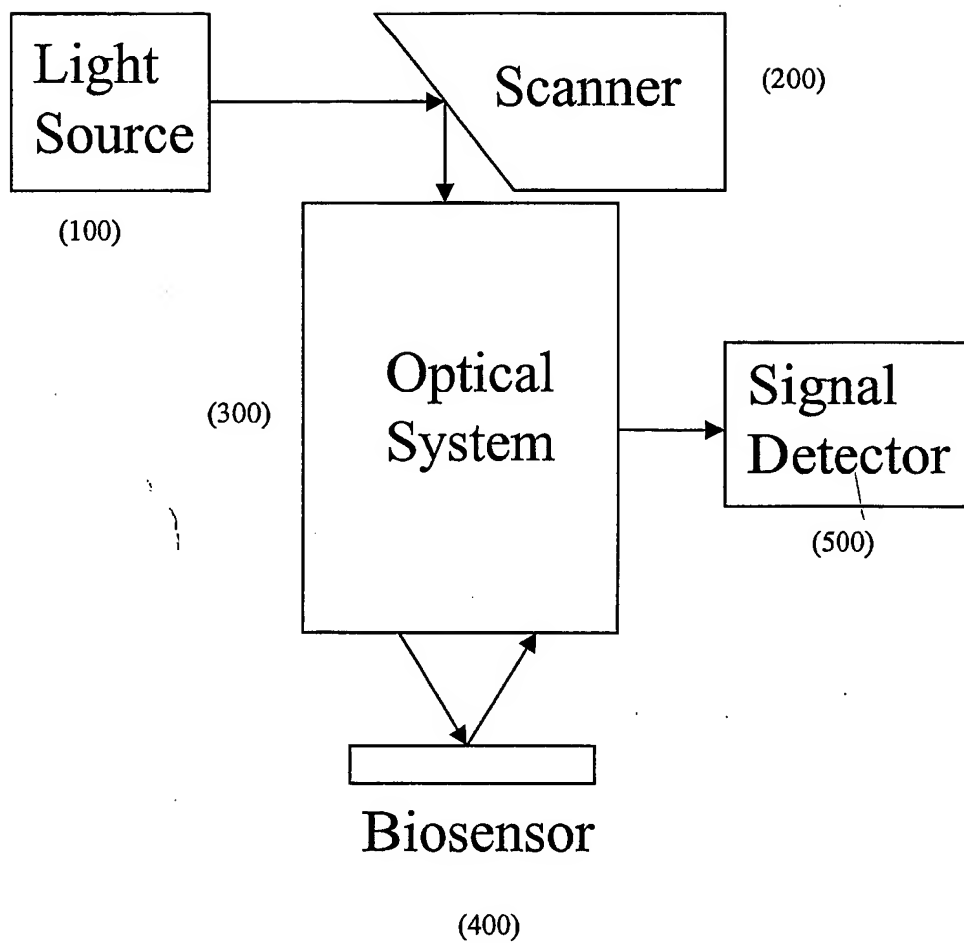 Light
Source
(100)
Scanner
(200)
Optical
System
(300)
Signal
Detector
(500)
Biosensor
(400)